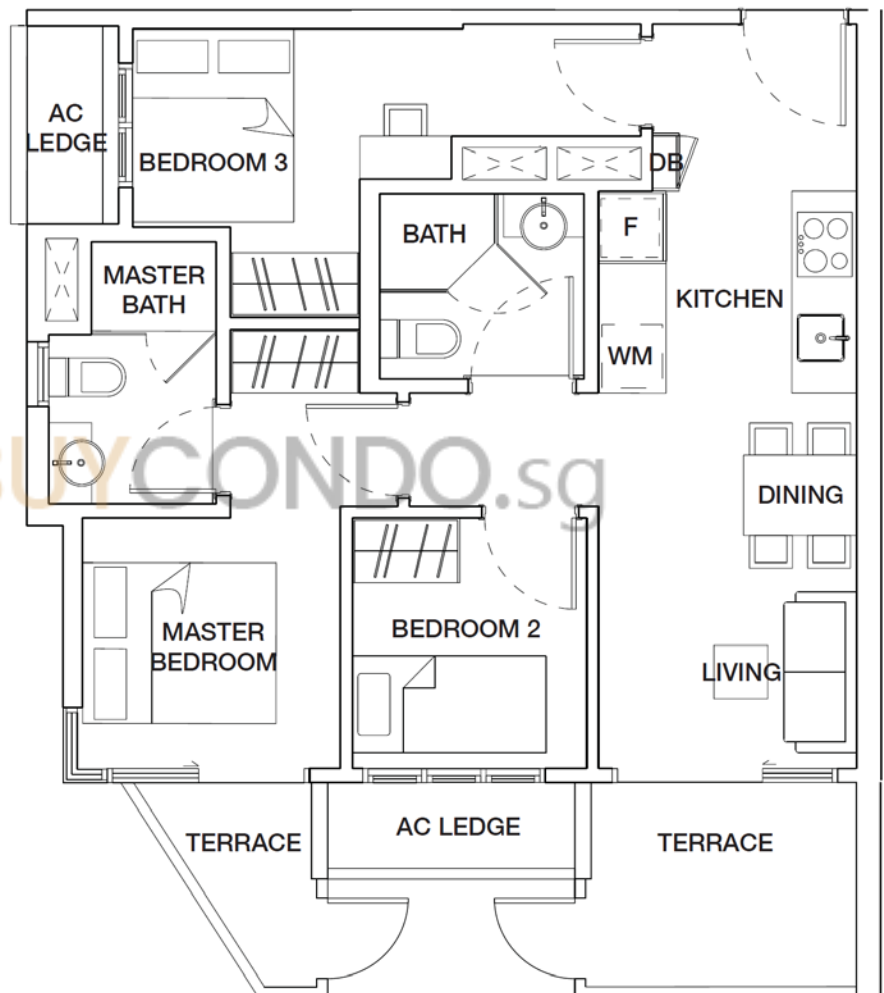 AC
LEDGE
BEDROOM 3
DB
BATH
F
MASTER
BATH
KITCHEN
WM
BUYCONDO.sg
DINING
MASTER
BEDROOM
BEDROOM 2
LIVING
TERRACE
AC LEDGE
TERRACE